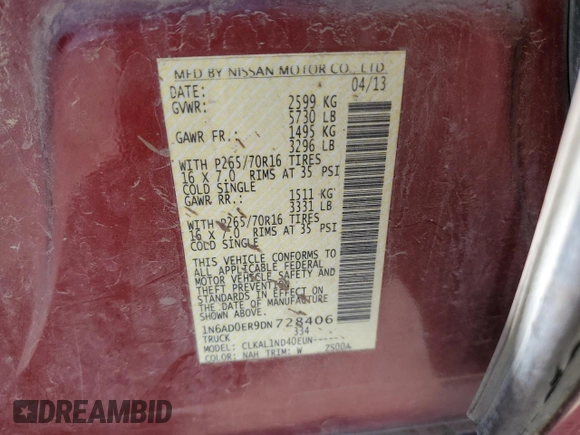 MFD BY NISSAN MOTOR CO., LTD.
DATE: 04/13
GVWR: 2599 KG
5730 LB
GAWR FR.: 1495 KG
3296 LB
WITH P265/70R16 TIRES
16 X 7.0 RIMS AT 35 PSI
COLD SINGLE
GAWR RR.: 1511 KG
3331 LB
WITH P265/70R16 TIRES
16 X 7.0 RIMS AT 35 PSI
COLD SINGLE
THIS VEHICLE CONFORMS TO
ALL APPLICABLE FEDERAL
MOTOR VEHICLE SAFETY AND
THEFT PREVENTION
STANDARDS IN EFFECT ON
THE DATE OF MANUFACTURE
SHOWN ABOVE.
1N6AD0ER9DN728406
TRUCK 334
MODEL: CLKAL1ND40EUN------
COLOR: NAH TRIM: W 7S00A
DREAMBID